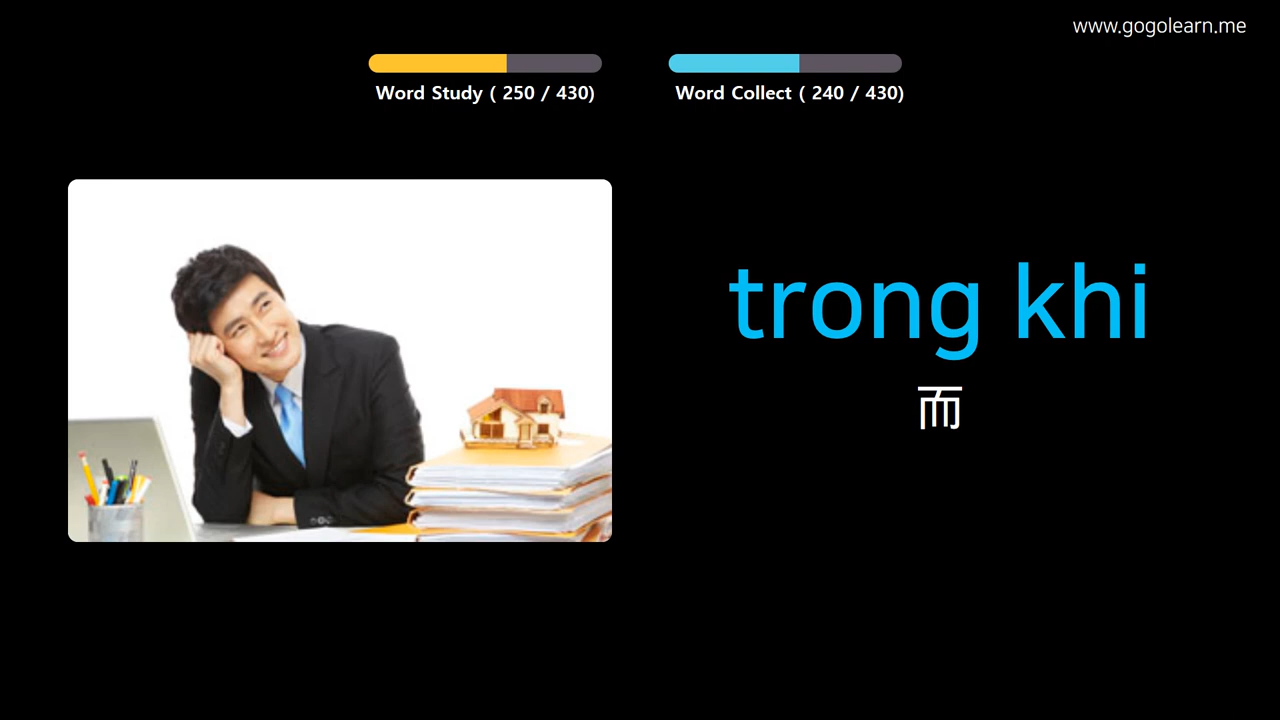 www.gogolearn.me
Word Study ( 250 / 430)
Word Collect ( 240 / 430)
trong khi
而